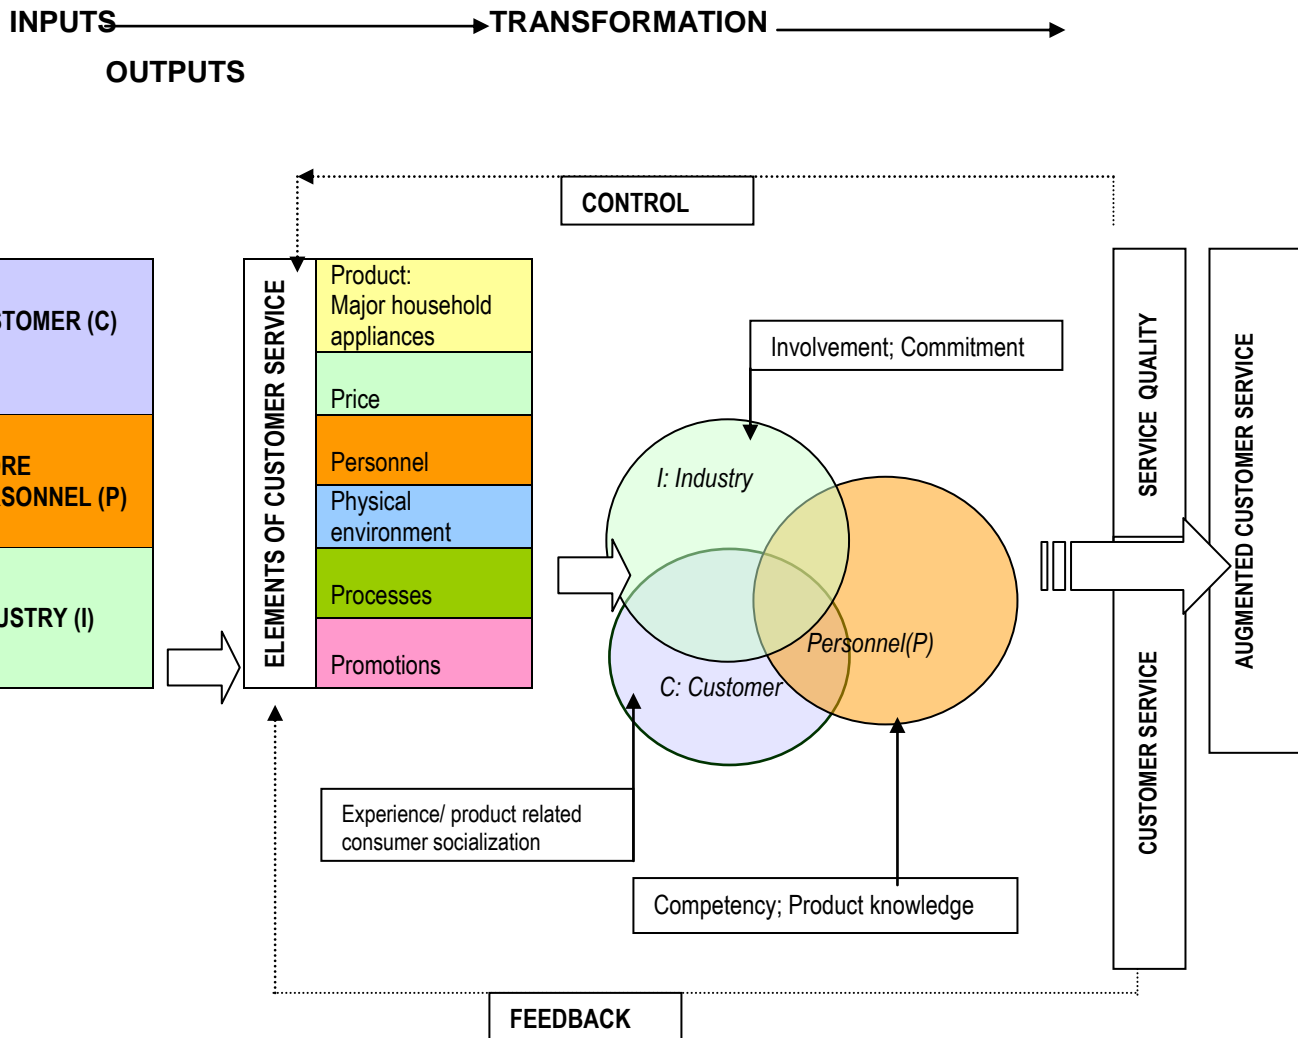 INPUTS TRANSFORMATION
OUTPUTS
CONTROL
STOMER (C)
RE
RSONNEL (P)
USTRY (I)
ELEMENTS OF CUSTOMER SERVICE
Product:
Major household
appliances
Price
Personnel
Physical
environment
Processes
Promotions
Involvement; Commitment
I: Industry
Personnel(P)
C: Customer
Experience/ product related
consumer socialization
Competency; Product knowledge
SERVICE QUALITY
CUSTOMER SERVICE
AUGMENTED CUSTOMER SERVICE
FEEDBACK